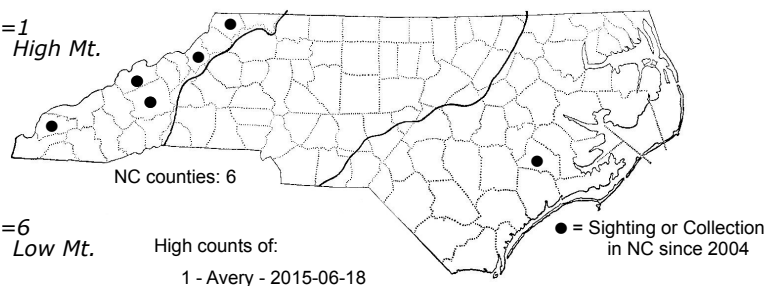 =1
High Mt.
NC counties: 6
=6
Low Mt.
High counts of:
1 - Avery - 2015-06-18
● = Sighting or Collection
in NC since 2004